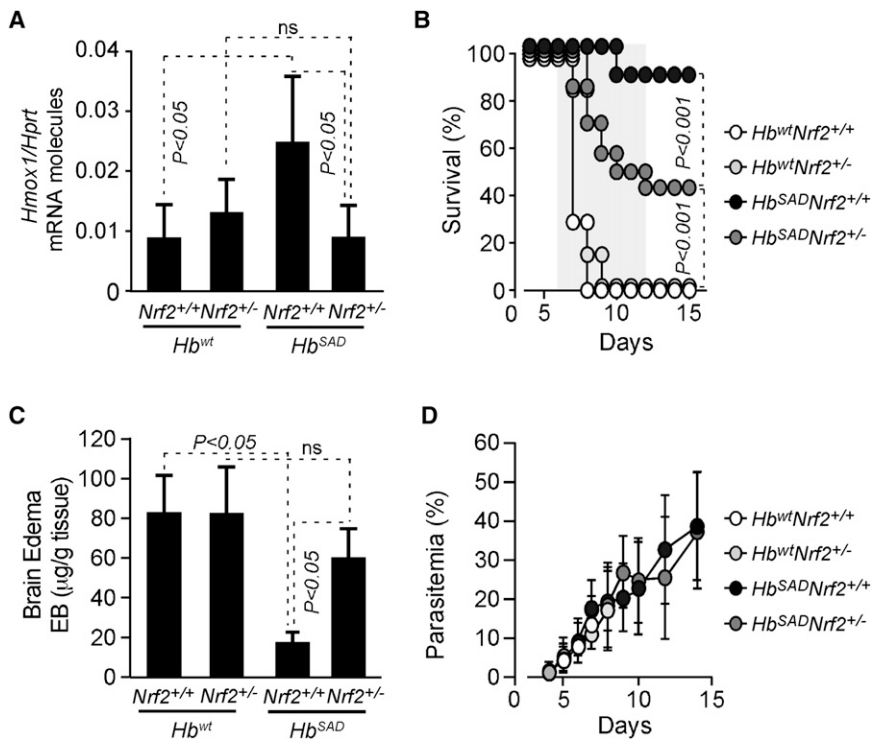 A
Hmox1/Hprt
mRNA molecules
0.04
0.03
0.02
0.01
0
ns
P<0.05
P<0.05
Nrf2+/+ Nrf2+/- Nrf2+/+ Nrf2+/-
Hbwt HbSAD
B
Survival (%)
100
80
60
40
20
0
0 5 10 15
Days
P<0.001
P<0.001
HbwtNrf2+/+
HbwtNrf2+/-
HbSADNrf2+/+
HbSADNrf2+/-
C
Brain Edema
EB (µg/g tissue)
120
100
80
60
40
20
0
P<0.05
ns
P<0.05
Nrf2+/+ Nrf2+/- Nrf2+/+ Nrf2+/-
Hbwt HbSAD
D
Parasitemia (%)
60
50
40
30
20
10
0
0 5 10 15
Days
HbwtNrf2+/+
HbwtNrf2+/-
HbSADNrf2+/+
HbSADNrf2+/-